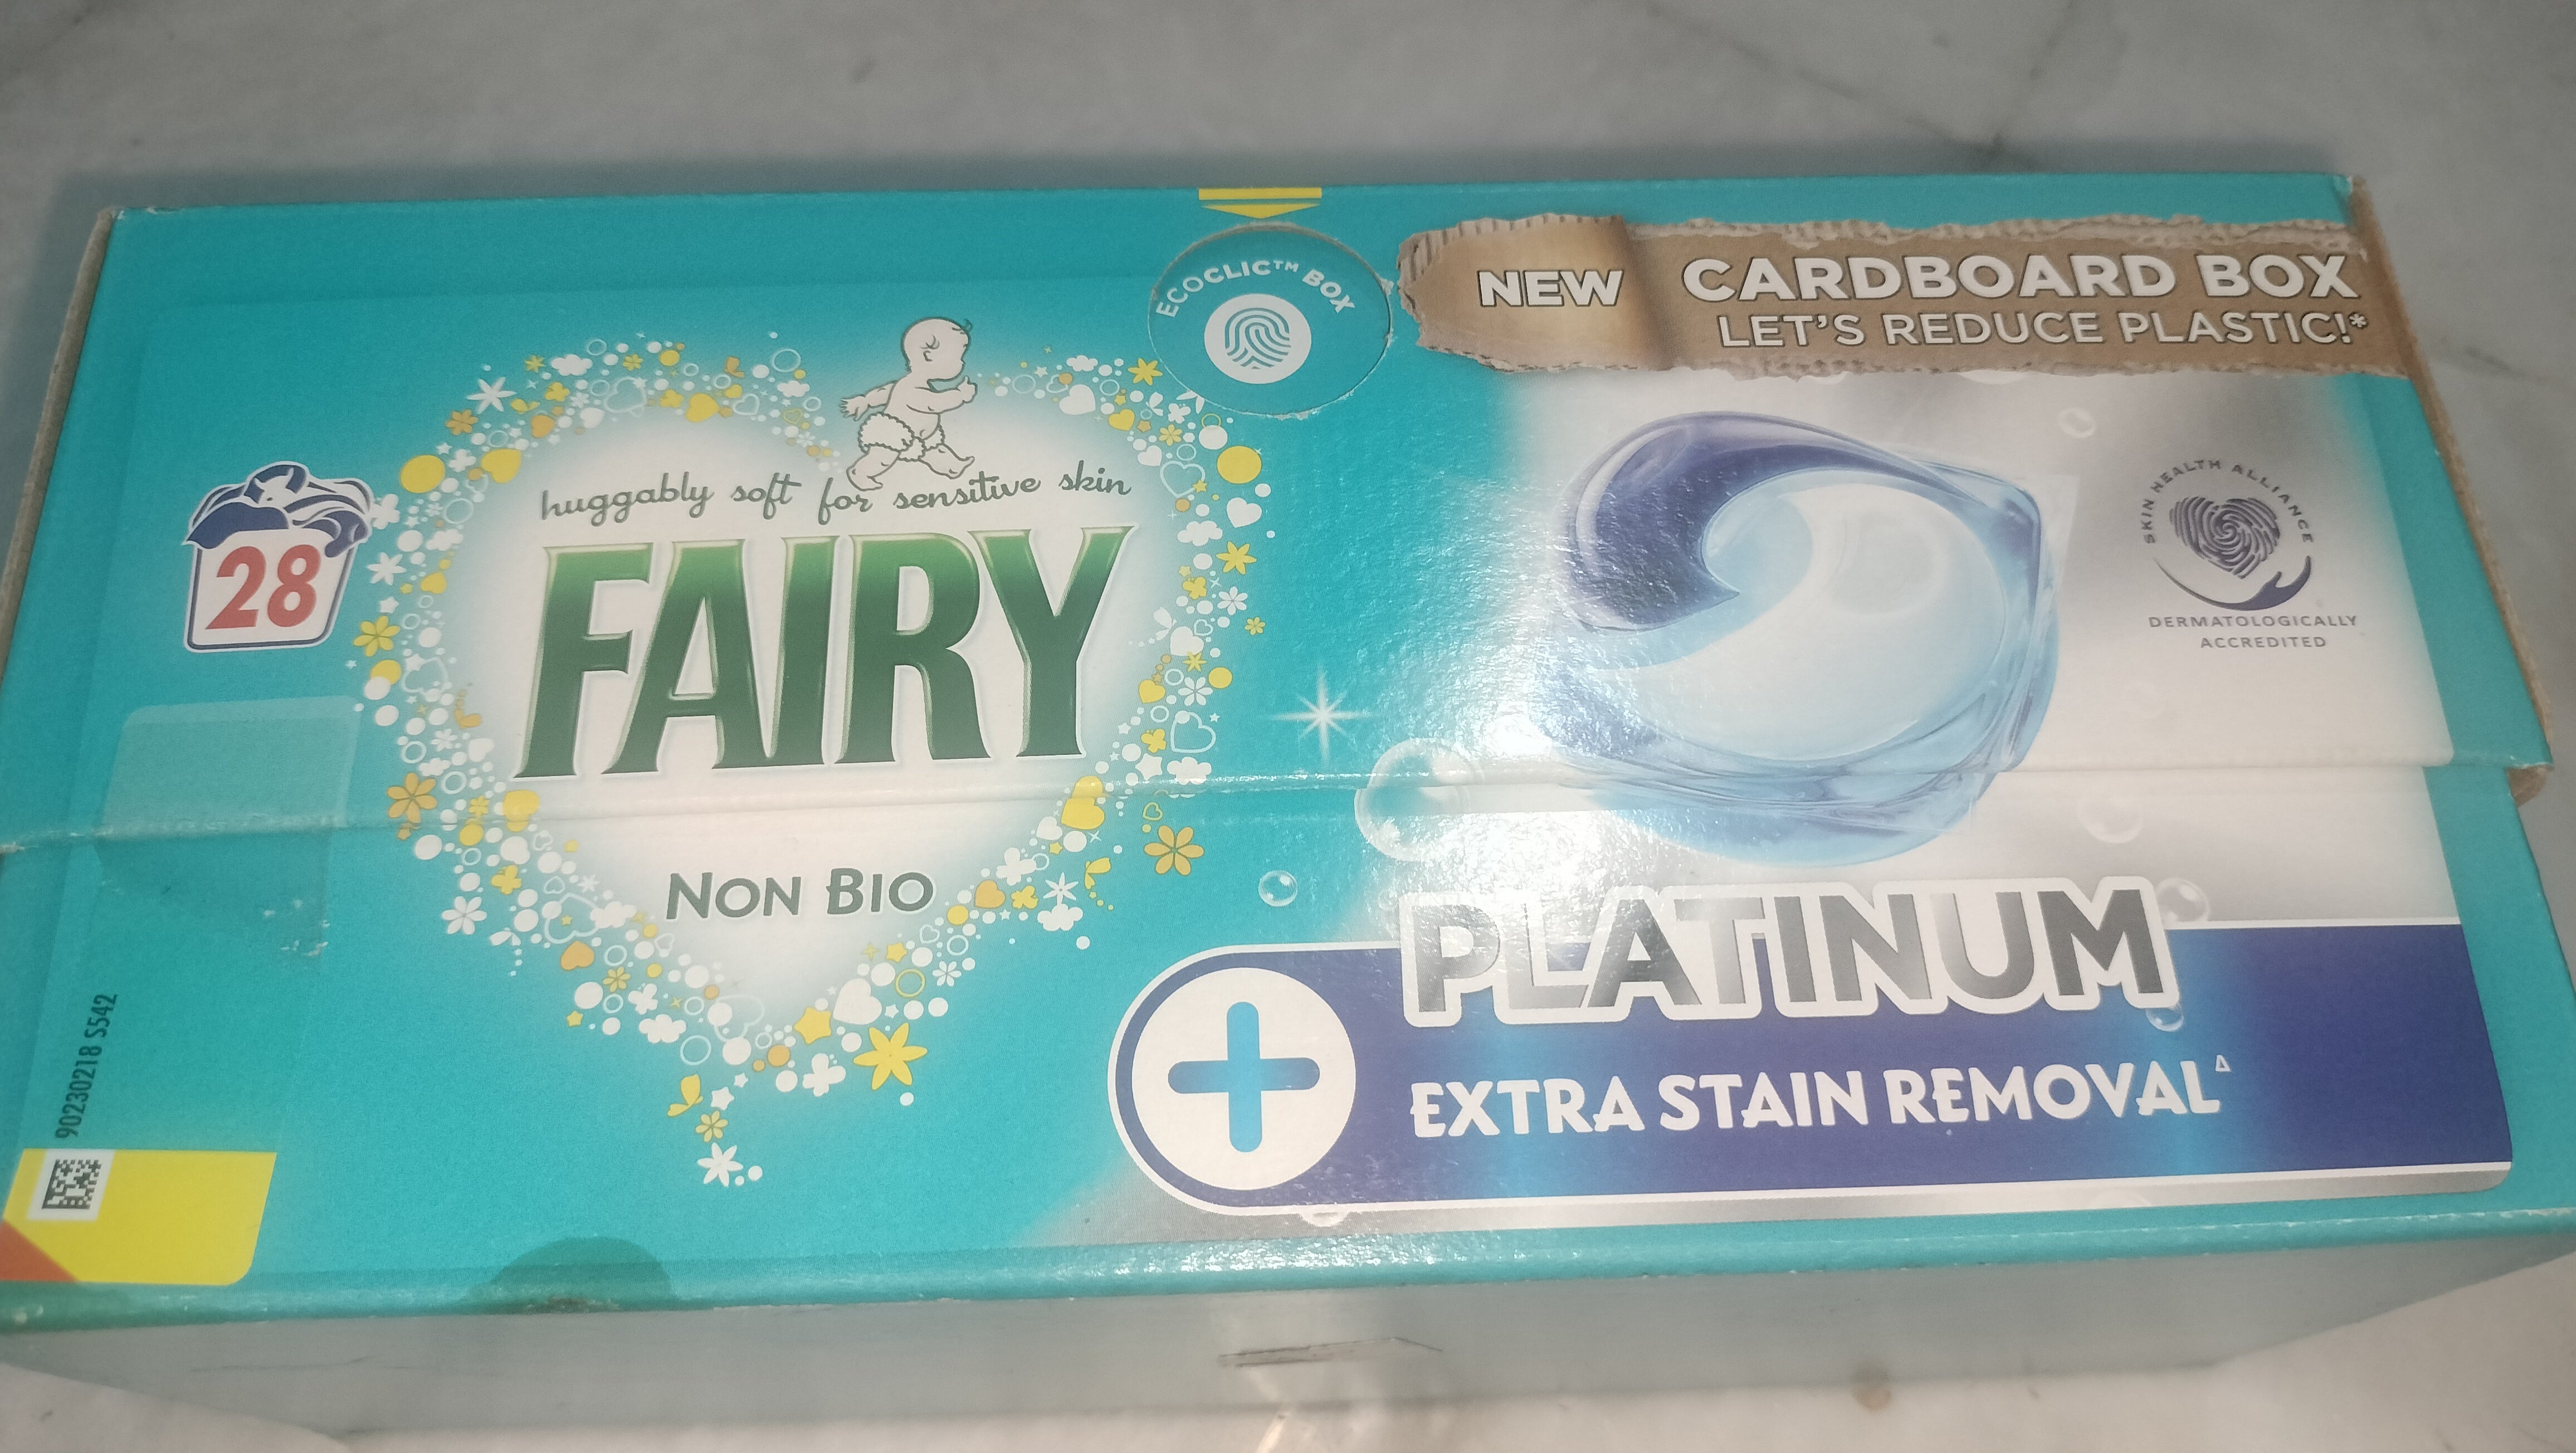 ECOCLIC™ BOX
NEW
CARDBOARD BOX
LET'S REDUCE PLASTIC!*
huggably soft for sensitive skin
FAIRY
NON BIO
28
SKIN HEALTH ALLIANCE
DERMATOLOGICALLY
ACCREDITED
PLATINUM
+
EXTRA STAIN REMOVALᐃ
90230218 S542